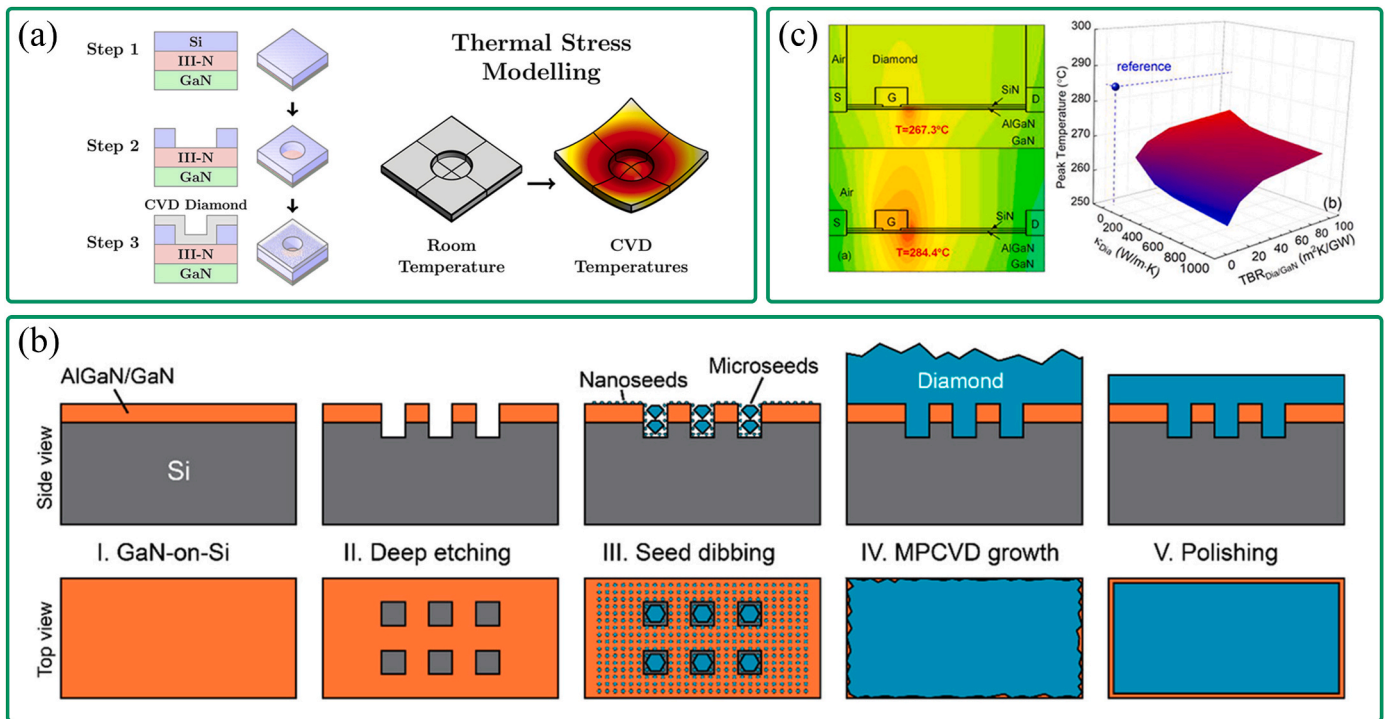 (a)
Step 1
Si
III-N
GaN
Step 2
III-N
GaN
CVD Diamond
Step 3
III-N
GaN
Thermal Stress
Modelling
Room
Temperature
CVD
Temperatures
(c)
Air
Diamond
S
G
D
SiN
T=267.3°C
AlGaN
GaN
Air
S
G
D
SiN
(a)
T=284.4°C
AlGaN
GaN
Peak Temperature (°C)
300
290
280
270
260
250
reference
(b)
0
200
400
600
800
1000
κDia (W/m·K)
0
20
40
60
80
100
TBRDia/GaN (m²K/GW)
(b)
Side view
AlGaN/GaN
Si
Nanoseeds
Microseeds
Diamond
I. GaN-on-Si
II. Deep etching
III. Seed dibbing
IV. MPCVD growth
V. Polishing
Top view